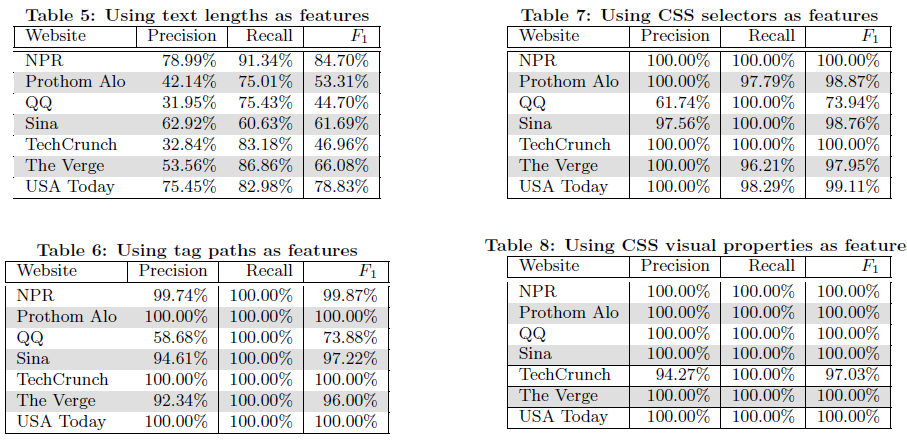 Table 5: Using text lengths as features
Website Precision Recall F1
NPR 78.99% 91.34% 84.70%
Prothom Alo 42.14% 75.01% 53.31%
QQ 31.95% 75.43% 44.70%
Sina 62.92% 60.63% 61.69%
TechCrunch 32.84% 83.18% 46.96%
The Verge 53.56% 86.86% 66.08%
USA Today 75.45% 82.98% 78.83%
Table 6: Using tag paths as features
Website Precision Recall F1
NPR 99.74% 100.00% 99.87%
Prothom Alo 100.00% 100.00% 100.00%
QQ 58.68% 100.00% 73.88%
Sina 94.61% 100.00% 97.22%
TechCrunch 100.00% 100.00% 100.00%
The Verge 92.34% 100.00% 96.00%
USA Today 100.00% 100.00% 100.00%
Table 7: Using CSS selectors as features
Website Precision Recall F1
NPR 100.00% 100.00% 100.00%
Prothom Alo 100.00% 97.79% 98.87%
QQ 61.74% 100.00% 73.94%
Sina 97.56% 100.00% 98.76%
TechCrunch 100.00% 100.00% 100.00%
The Verge 100.00% 96.21% 97.95%
USA Today 100.00% 98.29% 99.11%
Table 8: Using CSS visual properties as feature
Website Precision Recall F1
NPR 100.00% 100.00% 100.00%
Prothom Alo 100.00% 100.00% 100.00%
QQ 100.00% 100.00% 100.00%
Sina 100.00% 100.00% 100.00%
TechCrunch 94.27% 100.00% 97.03%
The Verge 100.00% 100.00% 100.00%
USA Today 100.00% 100.00% 100.00%